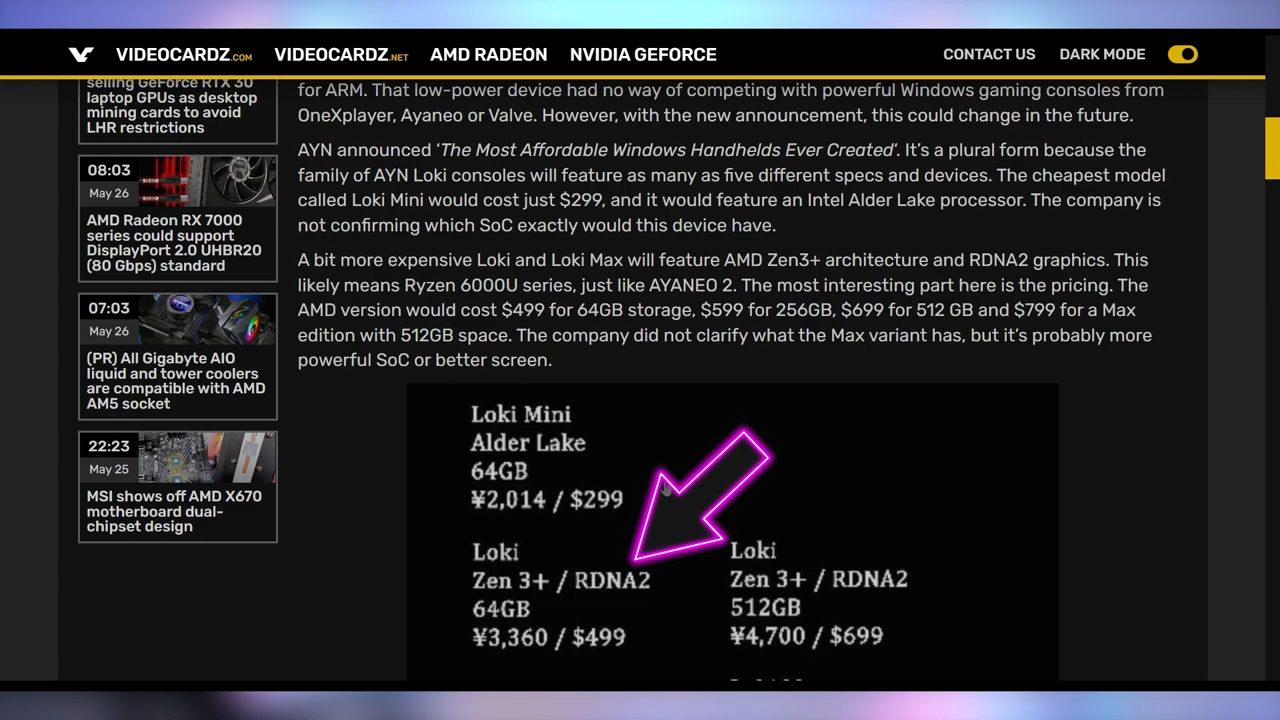 VIDEOCARDZ.COM VIDEOCARDZ.NET AMD RADEON NVIDIA GEFORCE CONTACT US DARK MODE
selling GeForce RTX 30
laptop GPUs as desktop
mining cards to avoid
LHR restrictions
08:03
May 26
AMD Radeon RX 7000
series could support
DisplayPort 2.0 UHBR20
(80 Gbps) standard
07:03
May 26
(PR) All Gigabyte AIO
liquid and tower coolers
are compatible with AMD
AM5 socket
22:23
May 25
MSI shows off AMD X670
motherboard dual-
chipset design
for ARM. That low-power device had no way of competing with powerful Windows gaming consoles from
OneXplayer, Ayaneo or Valve. However, with the new announcement, this could change in the future.
AYN announced ‘The Most Affordable Windows Handhelds Ever Created‘. It’s a plural form because the
family of AYN Loki consoles will feature as many as five different specs and devices. The cheapest model
called Loki Mini would cost just $299, and it would feature an Intel Alder Lake processor. The company is
not confirming which SoC exactly would this device have.
A bit more expensive Loki and Loki Max will feature AMD Zen3+ architecture and RDNA2 graphics. This
likely means Ryzen 6000U series, just like AYANEO 2. The most interesting part here is the pricing. The
AMD version would cost $499 for 64GB storage, $599 for 256GB, $699 for 512 GB and $799 for a Max
edition with 512GB space. The company did not clarify what the Max variant has, but it’s probably more
powerful SoC or better screen.
Loki Mini
Alder Lake
64GB
¥2,014 / $299
Loki
Zen 3+ / RDNA2
64GB
¥3,360 / $499
Loki
Zen 3+ / RDNA2
512GB
¥4,700 / $699